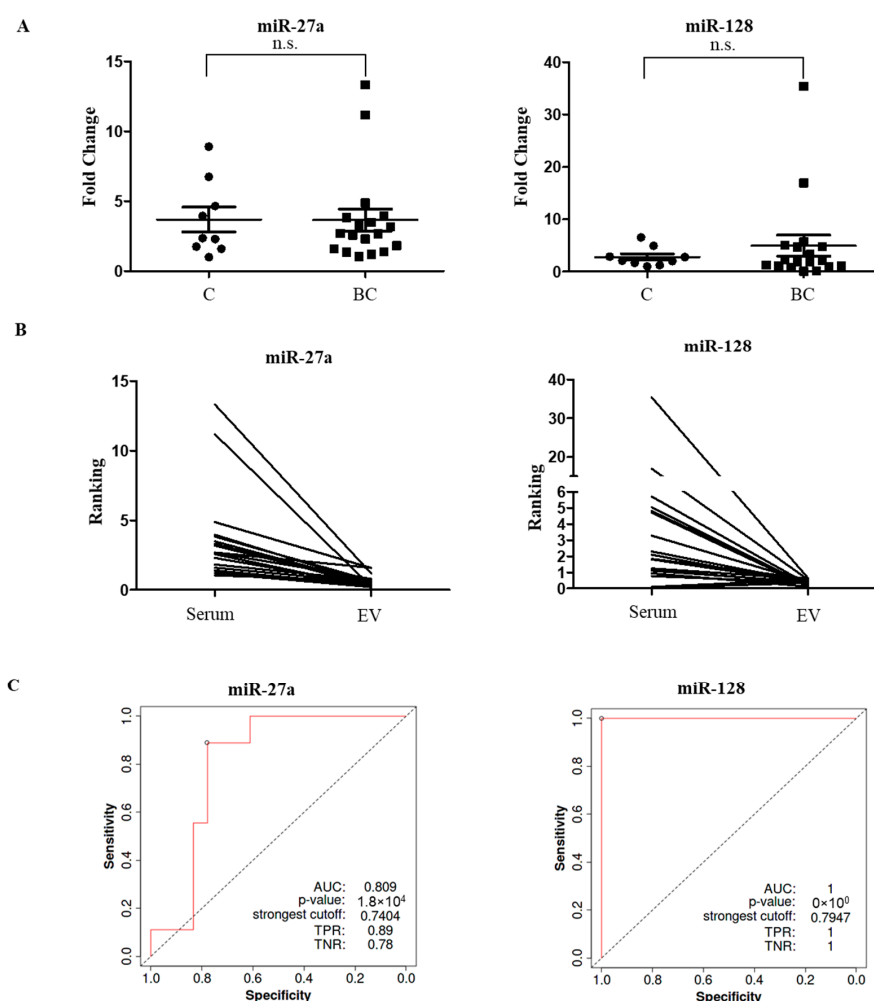 A
miR-27a
n.s.
15
10
5
0
Fold Change
C
BC
miR-128
n.s.
40
30
20
10
0
Fold Change
C
BC
B
miR-27a
15
10
5
0
Ranking
Serum
EV
miR-128
40
30
20
10
6
5
4
3
2
1
0
Ranking
Serum
EV
C
miR-27a
1.0
0.8
0.6
0.4
0.2
0.0
Sensitivity
AUC: 0.809
p-value: 1.8×10⁴
strongest cutoff: 0.7404
TPR: 0.89
TNR: 0.78
1.0 0.8 0.6 0.4 0.2 0.0
Specificity
miR-128
1.0
0.8
0.6
0.4
0.2
0.0
Sensitivity
AUC: 1
p-value: 0×10⁰
strongest cutoff: 0.7947
TPR: 1
TNR: 1
1.0 0.8 0.6 0.4 0.2 0.0
Specificity